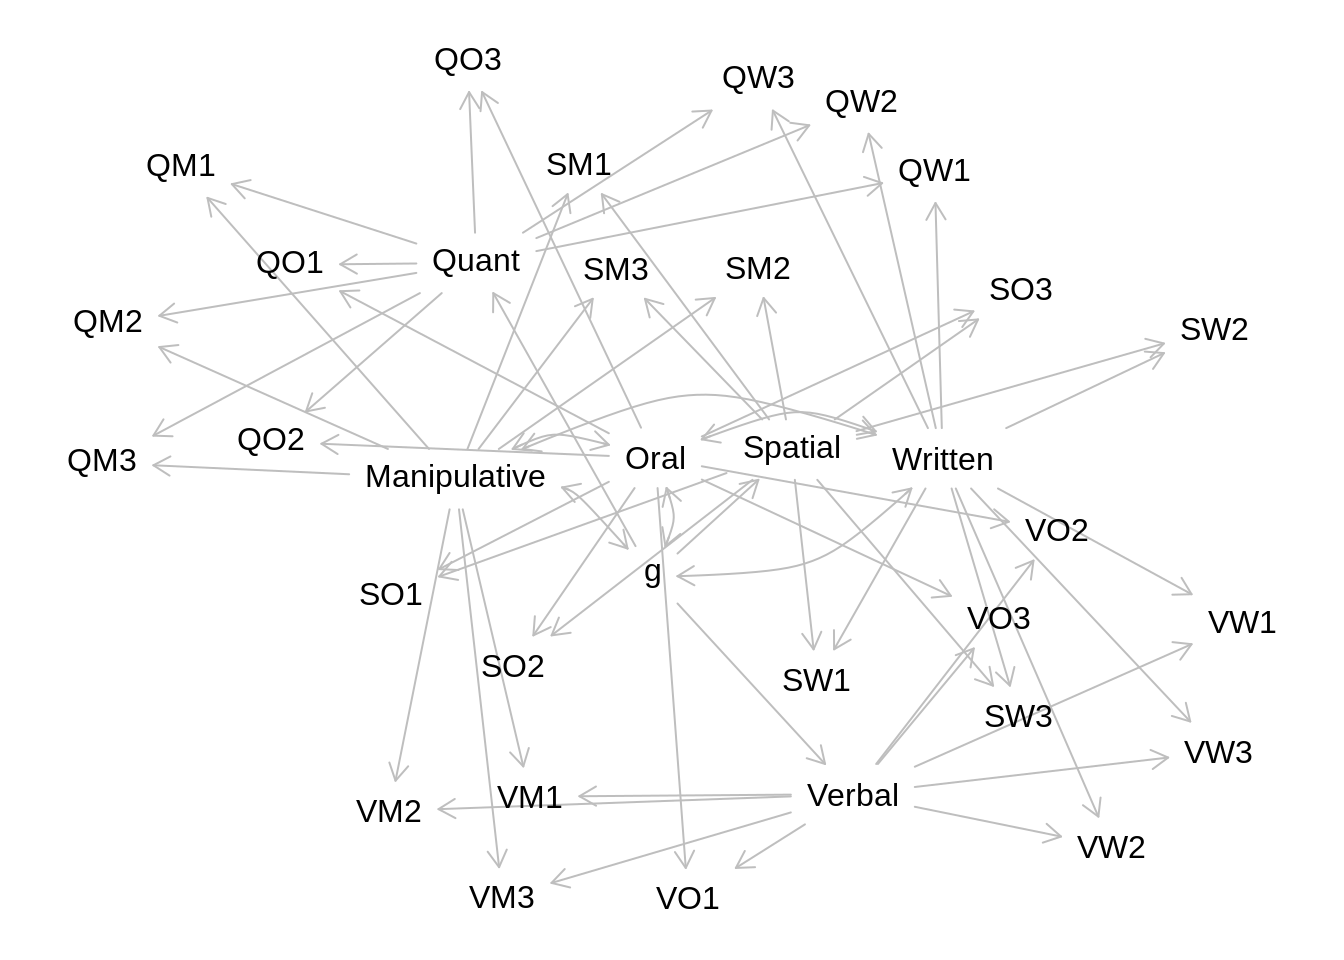 QO3
QW3
QW2
QM1
SM1
QW1
QO1
Quant
SM3
SM2
SO3
QM2
SW2
QO2
Spatial
QM3
Manipulative
Oral
Written
VO2
g
SO1
VO3
VW1
SO2
SW1
SW3
VW3
VM2
VM1
Verbal
VW2
VM3
VO1